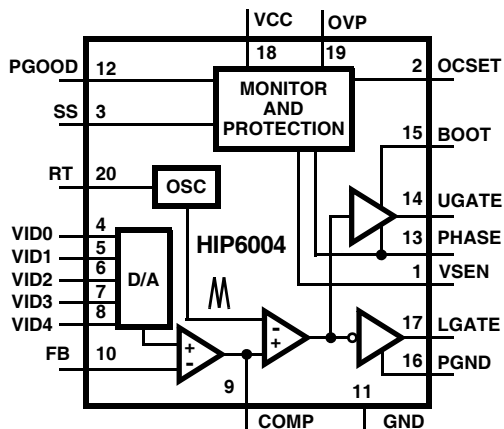 VCC OVP
18 19
PGOOD 12
2 OCSET
MONITOR
AND
PROTECTION
SS 3
15 BOOT
RT 20
OSC
14 UGATE
13 PHASE
VID0 4
VID1 5
VID2 6
VID3 7
VID4 8
D/A
HIP6004
1 VSEN
17 LGATE
16 PGND
FB 10
+
-
-
+
9
11
COMP
GND